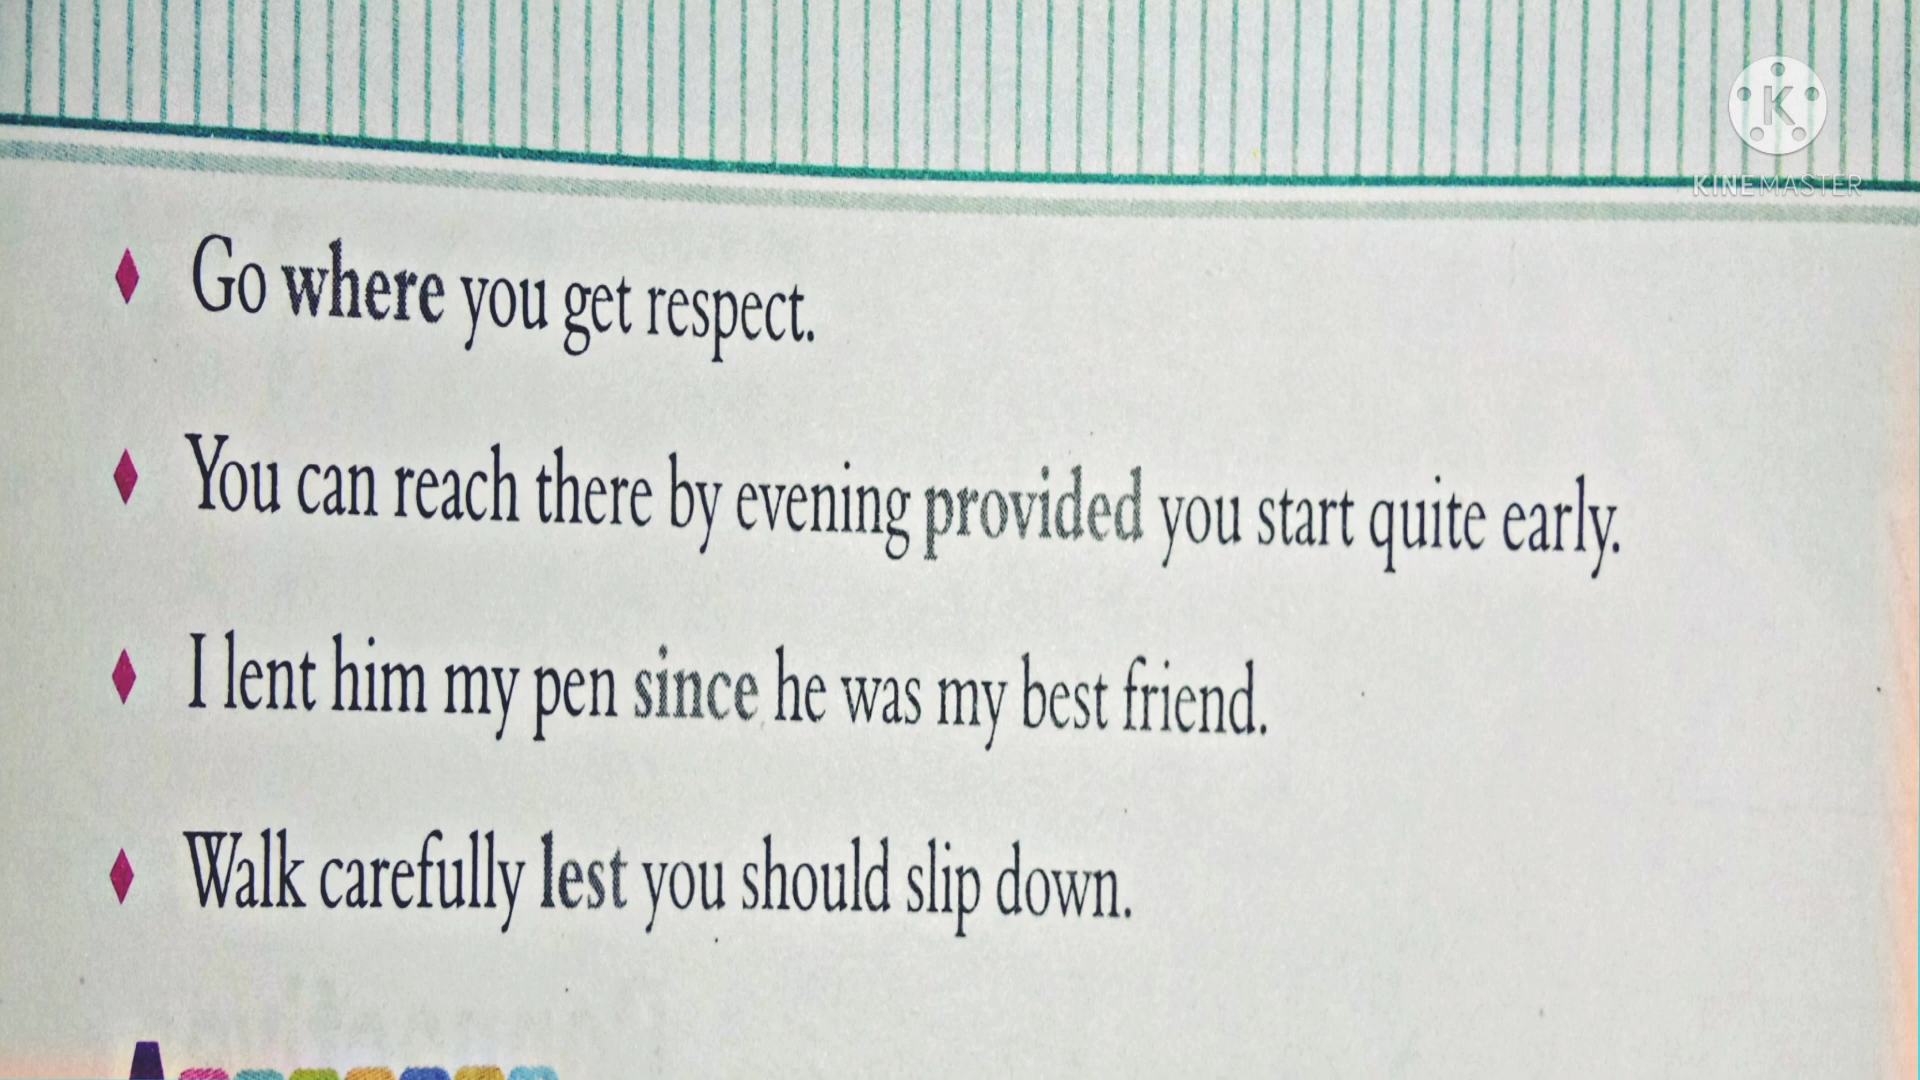 K
KINEMASTER
Go where you get respect.
You can reach there by evening provided you start quite early.
I lent him my pen since he was my best friend.
Walk carefully lest you should slip down.